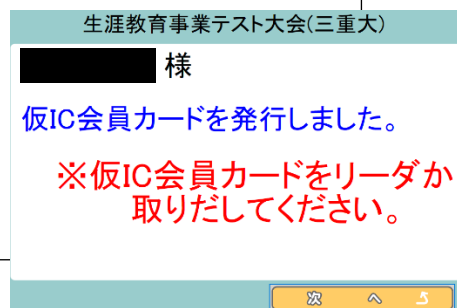 生涯教育事業テスト大会(三重大)
様
仮IC会員カードを発行しました。
※仮IC会員カードをリーダか
取りだしてください。
次 へ